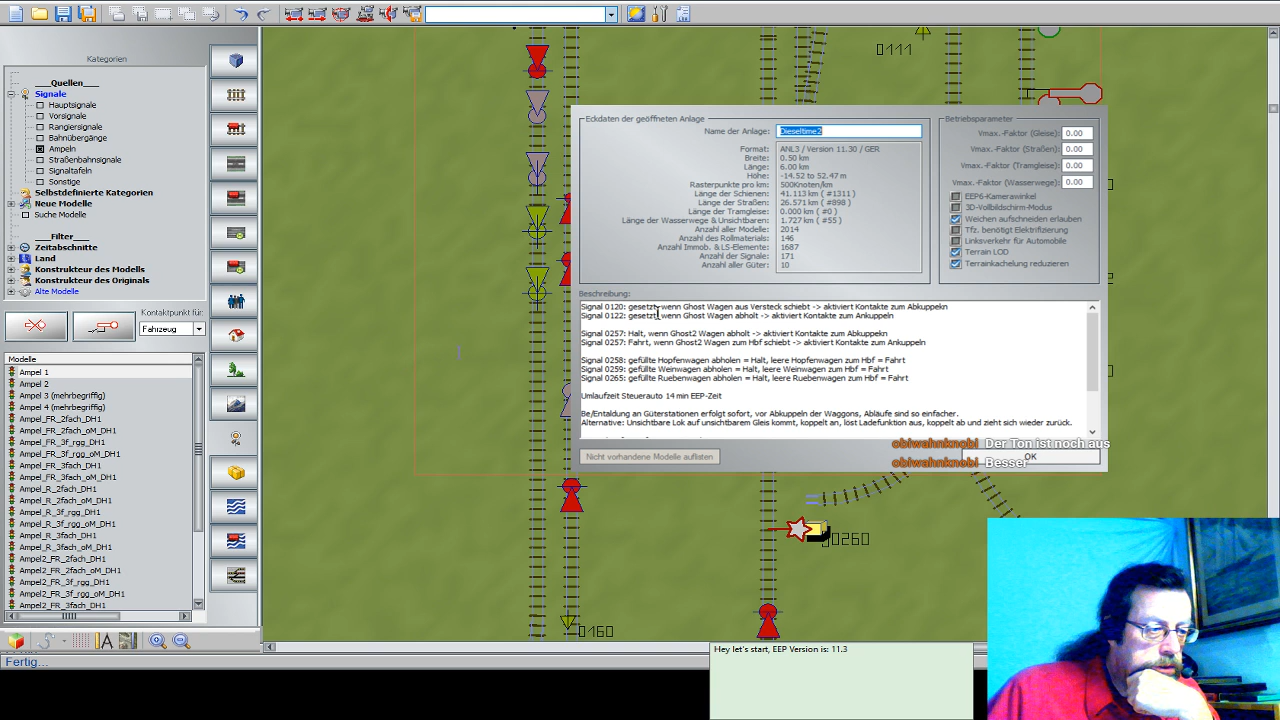 Kategorien
___Quellen___
Signale
Hauptsignale
Vorsignale
Rangiersignale
Bahnübergänge
Ampeln
Straßenbahnsignale
Signaltafeln
Sonstige
Selbstdefinierte Kategorien
Neue Modelle
Suche Modelle
___Filter___
Zeitabschnitte
Land
Konstrukteure des Modells
Konstrukteure des Originals
Alte Modelle
Kontaktpunkt für:
Fahrzeug
Modelle
Ampel 1
Ampel 2
Ampel 3 (mehrbegriffig)
Ampel 4 (mehrbegriffig)
Ampel_FR_2fach_oM_DH1
Ampel_FR_3f_rgg_DH1
Ampel_FR_3f_rgg_oM_DH1
Ampel_FR_3fach_DH1
Ampel_FR_3fach_oM_DH1
Ampel_R_2fach_DH1
Ampel_R_2fach_oM_DH1
Ampel_R_3f_rgg_DH1
Ampel_R_3f_rgg_oM_DH1
Ampel_R_3fach_DH1
Ampel_R_3fach_oM_DH1
Ampel2_FR_2fach_DH1
Ampel2_FR_2fach_oM_DH1
Ampel2_FR_3f_rgg_DH1
Ampel2_FR_3f_rgg_oM_DH1
Ampel2_FR_3fach_DH1
Fertig...
0111
Eckdaten der geöffneten Anlage
Name der Anlage: Dieseltime2
Format: ANL3 / Version 11.30 / GER
Breite: 0.50 km
Länge: 6.00 km
Höhe: -14.52 to 52.47 m
Rasterpunkte pro km: 500Knoten/km
Länge der Schienen: 41.113 km ( #1311 )
Länge der Straßen: 26.571 km ( #898 )
Länge der Tramgleise: 0.000 km ( #0 )
Länge der Wasserwege & Unsichtbaren: 1.727 km ( #55 )
Anzahl aller Modelle: 2014
Anzahl des Rollmaterials: 146
Anzahl Immob. & LS-Elemente: 1687
Anzahl der Signale: 171
Anzahl aller Güter: 10
Betriebsparameter
Vmax.-Faktor (Gleise): 0.00
Vmax.-Faktor (Straßen): 0.00
Vmax.-Faktor (Tramgleise): 0.00
Vmax.-Faktor (Wasserwege): 0.00
EEP6-Kamerawinkel
3D-Vollbildschirm-Modus
Weichen aufschneiden erlauben
Tfz. benötigt Elektrifizierung
Linksverkehr für Automobile
Terrain LOD
Terrainkachelung reduzieren
Beschreibung:
Signal 0120: gesetzt, wenn Ghost Wagen aus Versteck schiebt -> aktiviert Kontakte zum Abkuppekn
Signal 0122: gesetzt, wenn Ghost Wagen abholt -> aktiviert Kontakte zum Ankuppeln
Signal 0257: Halt, wenn Ghost2 Wagen abholt -> aktiviert Kontakte zum Abkuppekn
Signal 0257: Fahrt, wenn Ghost2 Wagen zum Hbf schiebt -> aktiviert Kontakte zum Ankuppeln
Signal 0258: gefüllte Hopfenwagen abholen = Halt, leere Hopfenwagen zum Hbf = Fahrt
Signal 0259: gefüllte Weinwagen abholen = Halt, leere Weinwagen zum Hbf = Fahrt
Signal 0265: gefüllte Ruebenwagen abholen = Halt, leere Ruebenwagen zum Hbf = Fahrt
Umlaufzeit Steuerauto 14 min EEP-Zeit
Be/Entaldung an Güterstationen erfolgt sofort, vor Abkuppeln der Waggons, Abläufe sind so einfacher.
Alternative: Unsichtbare Lok auf unsichtbarem Gleis kommt, koppelt an, löst Ladefunktion aus, koppelt ab und zieht sich wieder zurück.
obiwahnknobi Der Ton ist noch aus
Nicht vorhandene Modelle auflisten
OK
obiwahnknobi Besser
0260
0160
Hey let's start, EEP Version is: 11.3